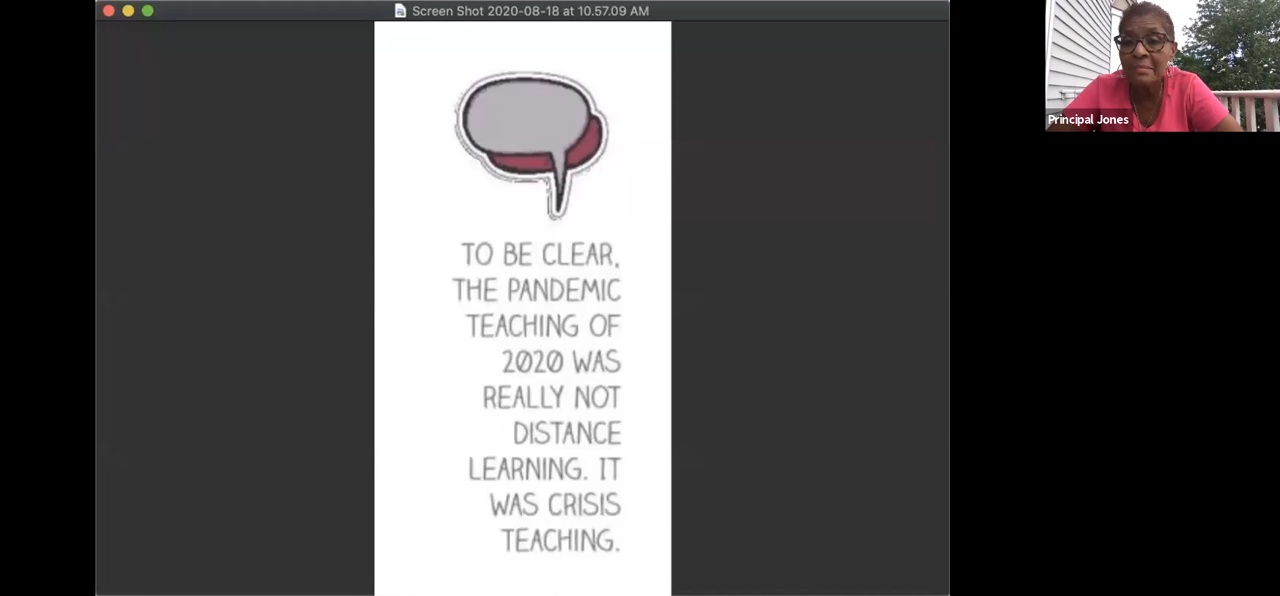 Screen Shot 2020-08-18 at 10.57.09 AM
Principal Jones
TO BE CLEAR,
THE PANDEMIC
TEACHING OF
2020 WAS
REALLY NOT
DISTANCE
LEARNING. IT
WAS CRISIS
TEACHING.